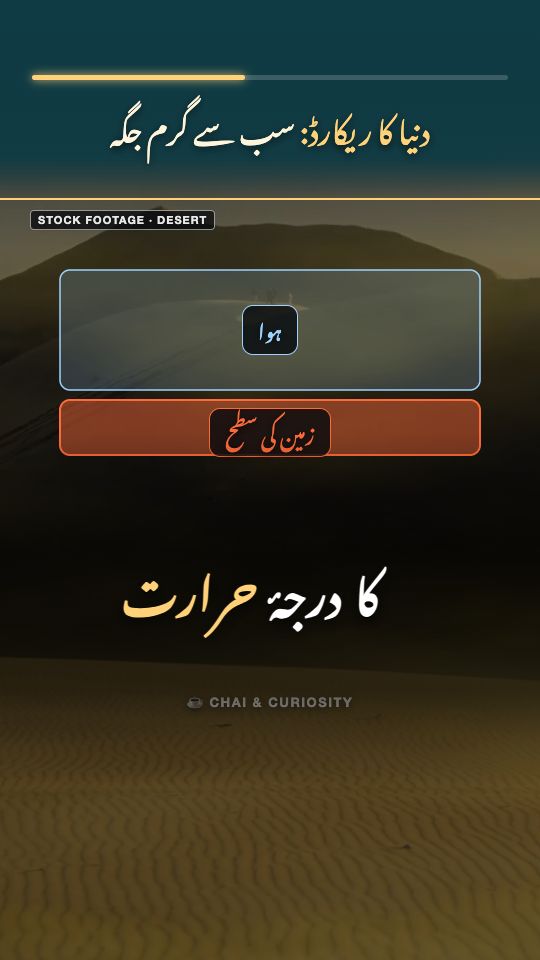 دنیا کا ریکارڈ: سب سے گرم جگہ
STOCK FOOTAGE · DESERT
ہوا
زمین کی سطح
کا درجۂ حرارت
CHAI & CURIOSITY